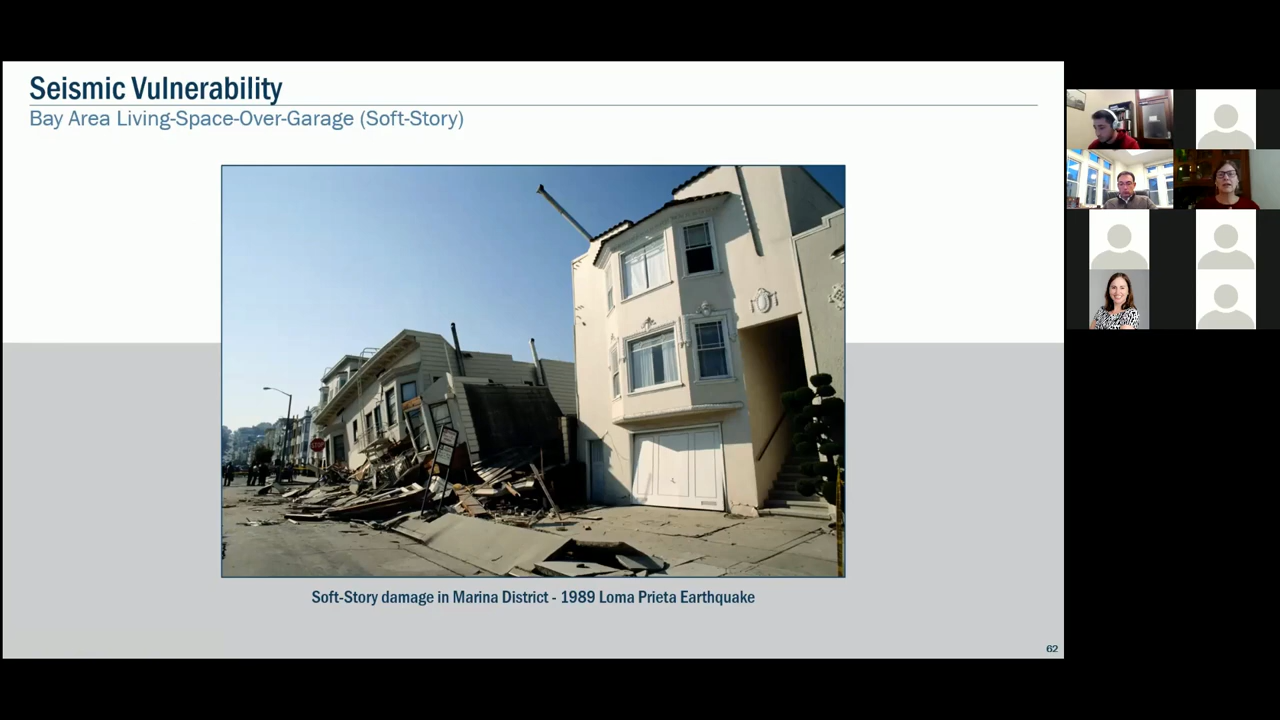 Seismic Vulnerability
Bay Area Living-Space-Over-Garage (Soft-Story)
STOP
Soft-Story damage in Marina District - 1989 Loma Prieta Earthquake
62